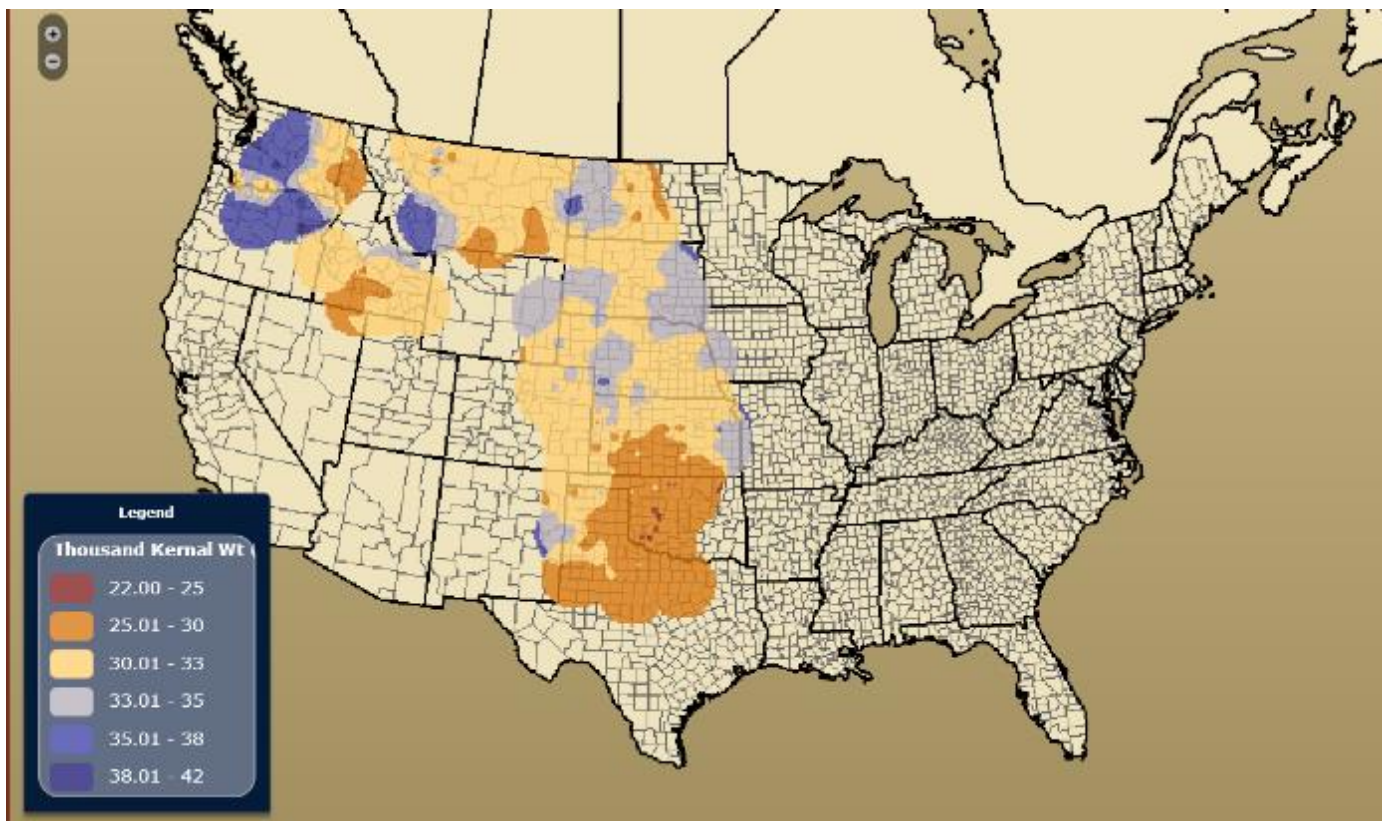 +
−
Legend
Thousand Kernal Wt (
22.00 - 25
25.01 - 30
30.01 - 33
33.01 - 35
35.01 - 38
38.01 - 42